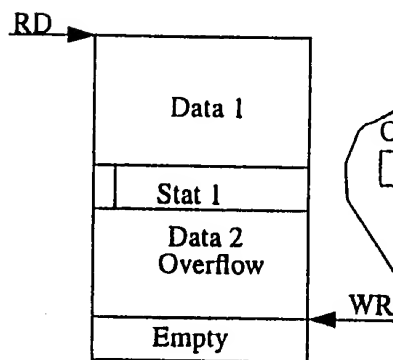 RD
Data 1
O
Stat 1
Data 2
Overflow
WR
Empty